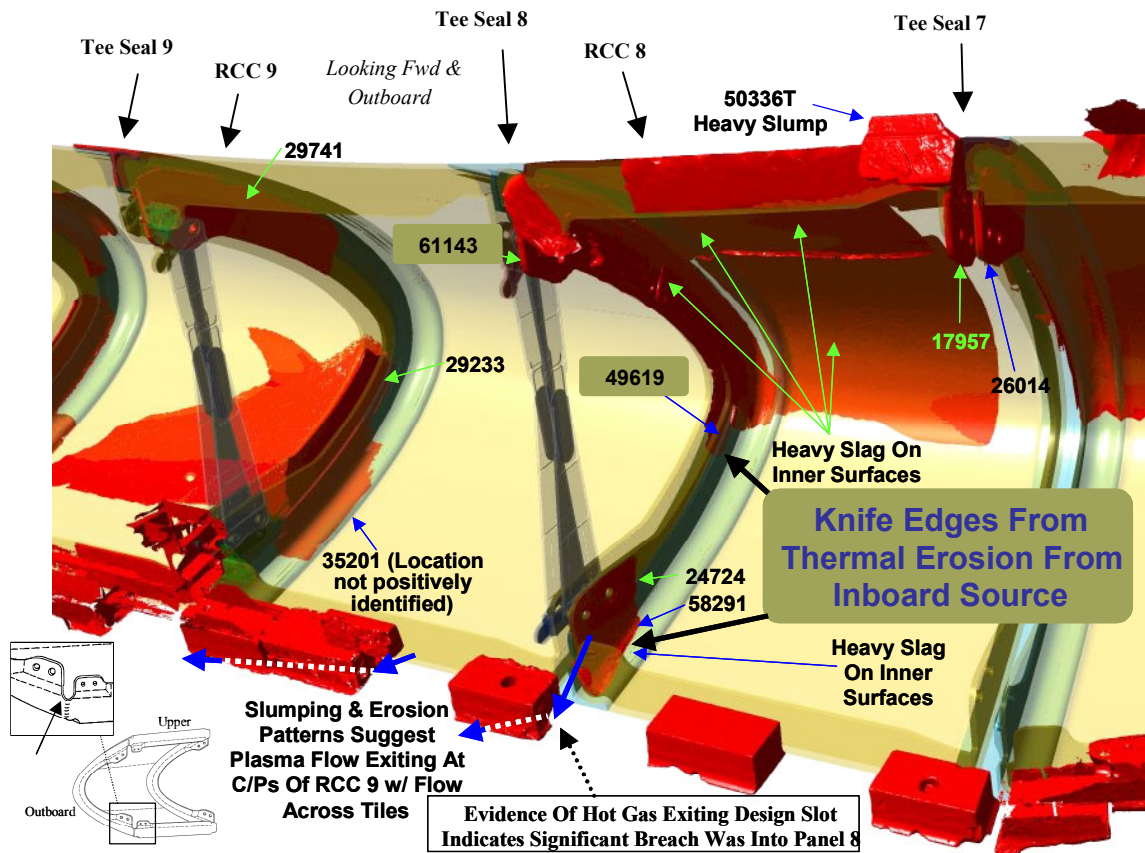 Tee Seal 9
RCC 9
Looking Fwd &
Outboard
Tee Seal 8
RCC 8
Tee Seal 7
50336T
Heavy Slump
29741
61143
29233
49619
17957
26014
Heavy Slag On
Inner Surfaces
Knife Edges From
Thermal Erosion From
Inboard Source
35201 (Location
not positively
identified)
24724
58291
Heavy Slag
On Inner
Surfaces
Slumping & Erosion
Patterns Suggest
Plasma Flow Exiting At
C/Ps Of RCC 9 w/ Flow
Across Tiles
Upper
Outboard
Evidence Of Hot Gas Exiting Design Slot
Indicates Significant Breach Was Into Panel 8